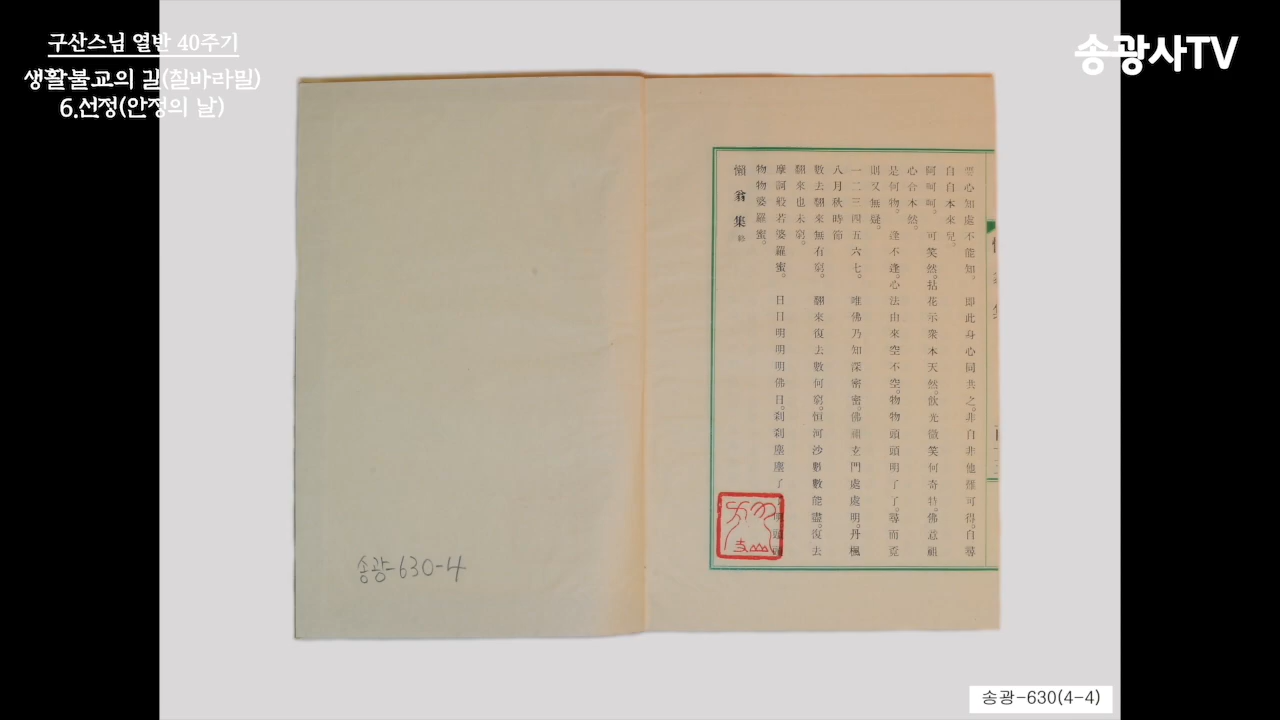 구산스님 열반 40주기
생활불교의 길(칠바라밀)
6.선정(안정의 날)
송광사TV
心知處不能知。 即此身心同共之。非自非他誰可得。自尋
自自本來
阿呵呵。 可笑然。拈花示衆本天然。飲光微笑何奇特。佛意祖
心合本然。
是何物。 逢不逢。心法由來空不空。物物頭頭明了了。尋而覔
則又無疑。
一二三四五六七。 唯佛乃知深密密。佛祖玄門處處明。丹楓
八月秋時節
數去翻來無有窮。 翻來復去數何窮。恒河沙數數能盡。復去
翻來也未窮。
摩訶般若婆羅蜜。 日日明明明佛日。刹刹塵塵了
物物婆羅蜜。
懶翁集 終
송광-630-4
송광-630(4-4)